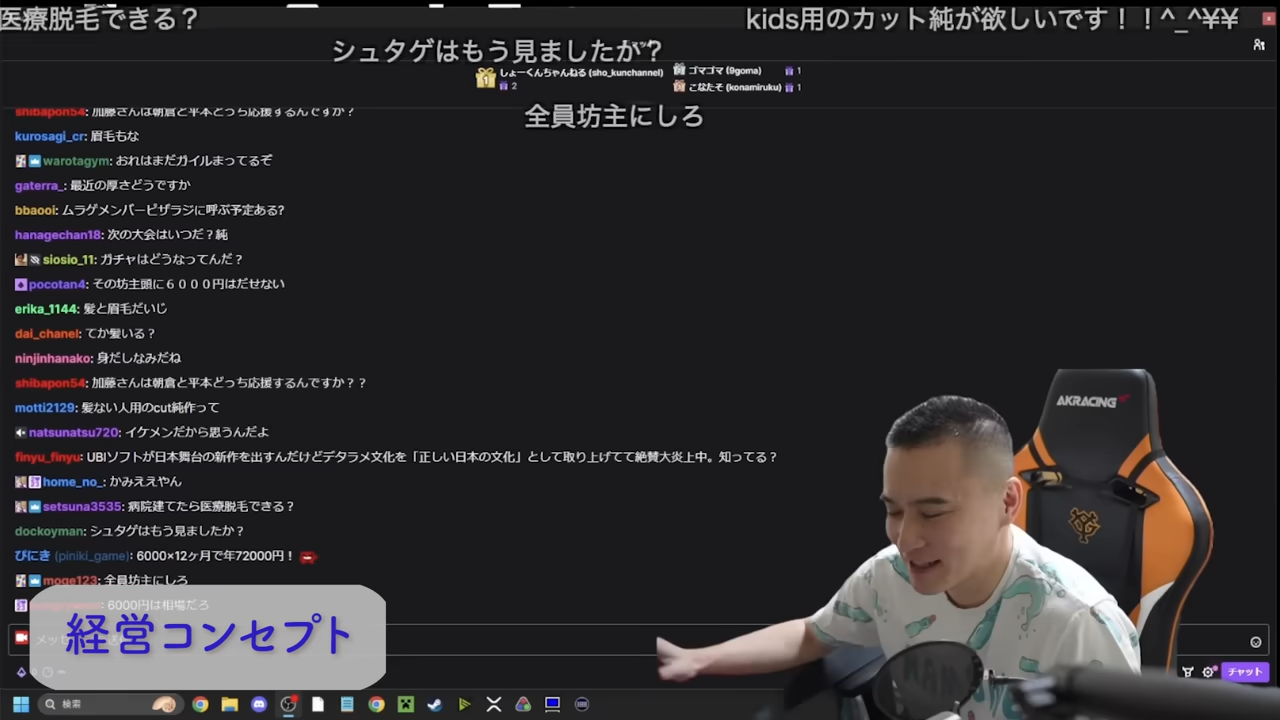 医療脱毛できる？
kids用のカット純が欲しいです！！^_^¥¥
シュタゲはもう見ましたか？
しょーくんちゃんねる (sho_kunchannel)
2
ゴマゴマ (9goma) 1
こなたそ (konamiruku) 1
全員坊主にしろ
shibapon54: 加藤さんは朝倉と平本どっち応援するんですか？
kurosagi_cr: 眉毛もな
warotagym: おれはまだガイルまってるぞ
gaterra_: 最近の厚さどうですか
bbaooi: ムラゲメンバーピザラジに呼ぶ予定ある?
hanagechan18: 次の大会はいつだ？純
siosio_11: ガチャはどうなってんだ？
pocotan4: その坊主頭に６０００円はだせない
erika_1144: 髪と眉毛だいじ
dai_chanel: てか髪いる？
ninjinhanako: 身だしなみだね
shibapon54: 加藤さんは朝倉と平本どっち応援するんですか？？
motti2129: 髪ない人用のcut純作って
natsunatsu720: イケメンだから思うんだよ
finyu_finyu: UBIソフトが日本舞台の新作を出すんだけどデタラメ文化を「正しい日本の文化」として取り上げてて絶賛大炎上中。知ってる？
home_no_: かみええやん
setsuna3535: 病院建てたら医療脱毛できる？
dockoyman: シュタゲはもう見ましたか？
ぴにき (piniki_game): 6000×12ヶ月で年72000円！
moge123: 全員坊主にしろ
: 6000円は相場だろ
経営コンセプト
チャット
検索
AKRACING